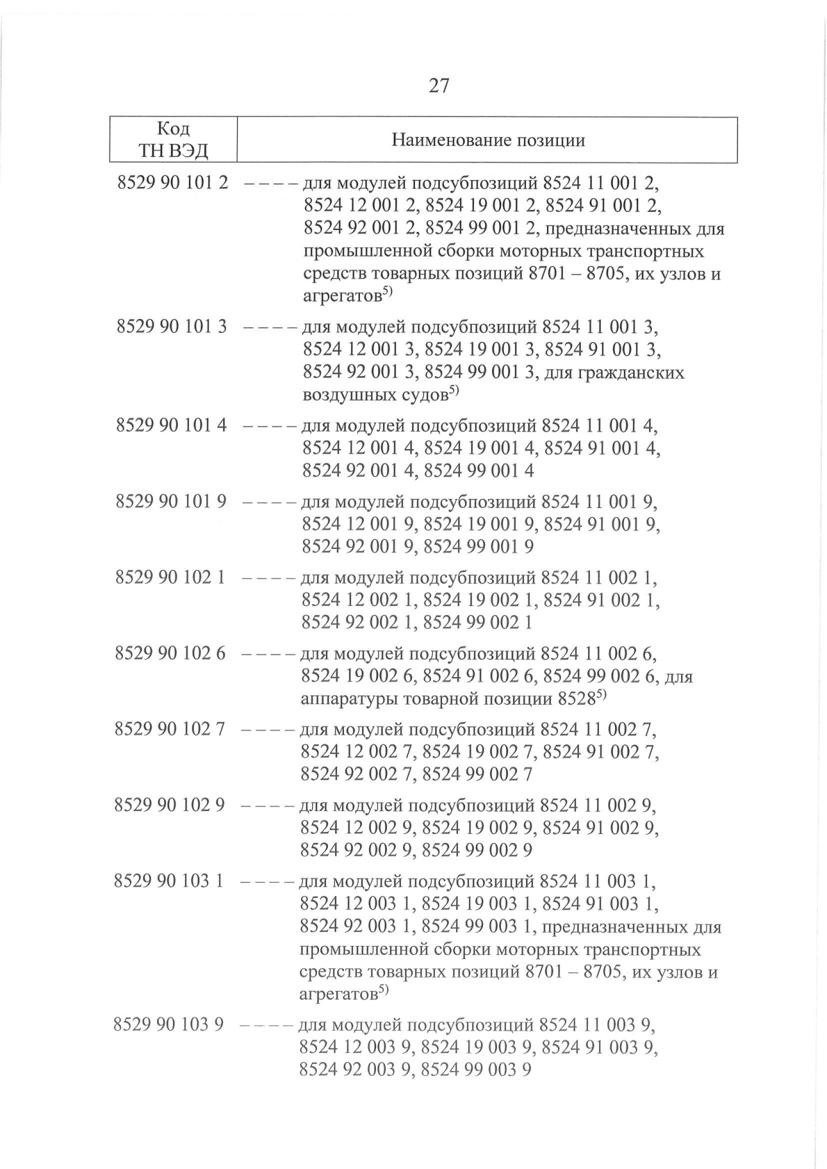 27
Код
ТН ВЭД
Наименование позиции
8529 90 101 2 – – – – для модулей подсубпозиций 8524 11 001 2,
8524 12 001 2, 8524 19 001 2, 8524 91 001 2,
8524 92 001 2, 8524 99 001 2, предназначенных для
промышленной сборки моторных транспортных
средств товарных позиций 8701 – 8705, их узлов и
агрегатов5)
8529 90 101 3 – – – – для модулей подсубпозиций 8524 11 001 3,
8524 12 001 3, 8524 19 001 3, 8524 91 001 3,
8524 92 001 3, 8524 99 001 3, для гражданских
воздушных судов5)
8529 90 101 4 – – – – для модулей подсубпозиций 8524 11 001 4,
8524 12 001 4, 8524 19 001 4, 8524 91 001 4,
8524 92 001 4, 8524 99 001 4
8529 90 101 9 – – – – для модулей подсубпозиций 8524 11 001 9,
8524 12 001 9, 8524 19 001 9, 8524 91 001 9,
8524 92 001 9, 8524 99 001 9
8529 90 102 1 – – – – для модулей подсубпозиций 8524 11 002 1,
8524 12 002 1, 8524 19 002 1, 8524 91 002 1,
8524 92 002 1, 8524 99 002 1
8529 90 102 6 – – – – для модулей подсубпозиций 8524 11 002 6,
8524 19 002 6, 8524 91 002 6, 8524 99 002 6, для
аппаратуры товарной позиции 85285)
8529 90 102 7 – – – – для модулей подсубпозиций 8524 11 002 7,
8524 12 002 7, 8524 19 002 7, 8524 91 002 7,
8524 92 002 7, 8524 99 002 7
8529 90 102 9 – – – – для модулей подсубпозиций 8524 11 002 9,
8524 12 002 9, 8524 19 002 9, 8524 91 002 9,
8524 92 002 9, 8524 99 002 9
8529 90 103 1 – – – – для модулей подсубпозиций 8524 11 003 1,
8524 12 003 1, 8524 19 003 1, 8524 91 003 1,
8524 92 003 1, 8524 99 003 1, предназначенных для
промышленной сборки моторных транспортных
средств товарных позиций 8701 – 8705, их узлов и
агрегатов5)
8529 90 103 9 – – – – для модулей подсубпозиций 8524 11 003 9,
8524 12 003 9, 8524 19 003 9, 8524 91 003 9,
8524 92 003 9, 8524 99 003 9